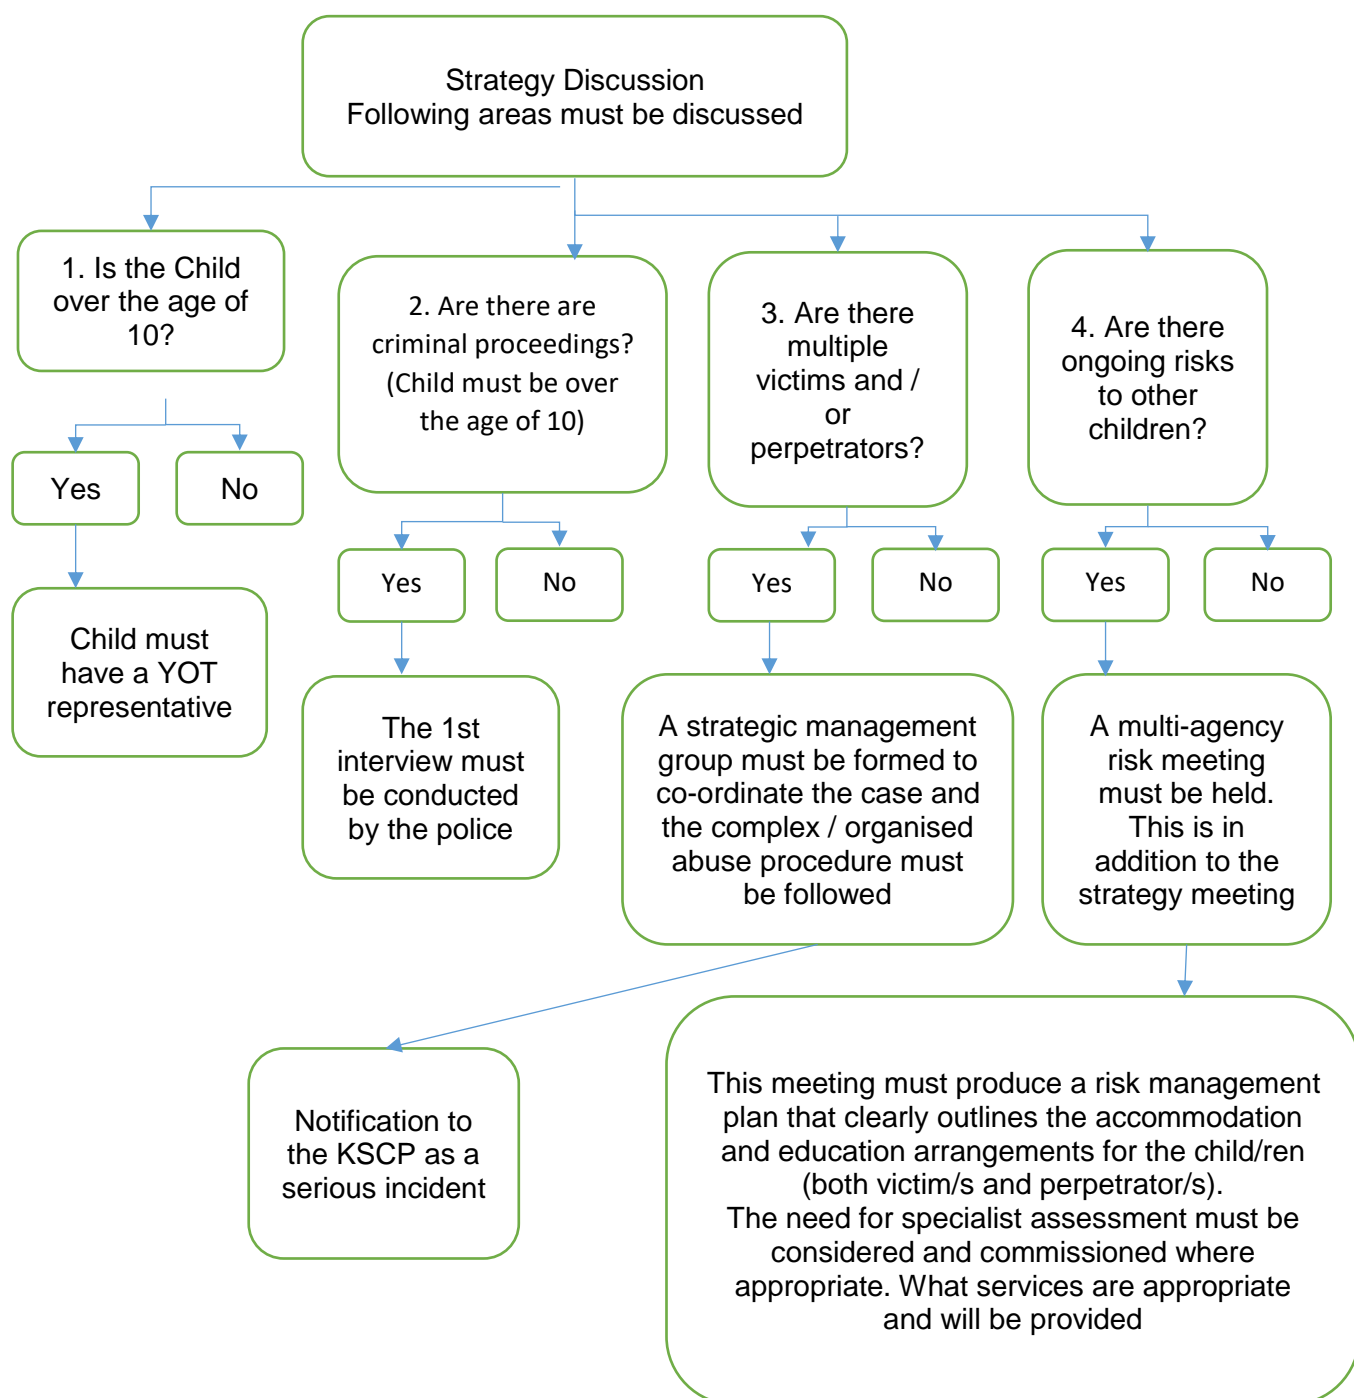 Strategy Discussion
Following areas must be discussed
1. Is the Child
over the age of
10?
Yes
No
Child must
have a YOT
representative
2. Are there are
criminal proceedings?
(Child must be over
the age of 10)
Yes
No
The 1st
interview must
be conducted
by the police
3. Are there
multiple
victims and /
or
perpetrators?
Yes
No
A strategic management
group must be formed to
co-ordinate the case and
the complex / organised
abuse procedure must
be followed
Notification to
the KSCP as a
serious incident
4. Are there
ongoing risks
to other
children?
Yes
No
A multi-agency
risk meeting
must be held.
This is in
addition to the
strategy meeting
This meeting must produce a risk management
plan that clearly outlines the accommodation
and education arrangements for the child/ren
(both victim/s and perpetrator/s).
The need for specialist assessment must be
considered and commissioned where
appropriate. What services are appropriate
and will be provided